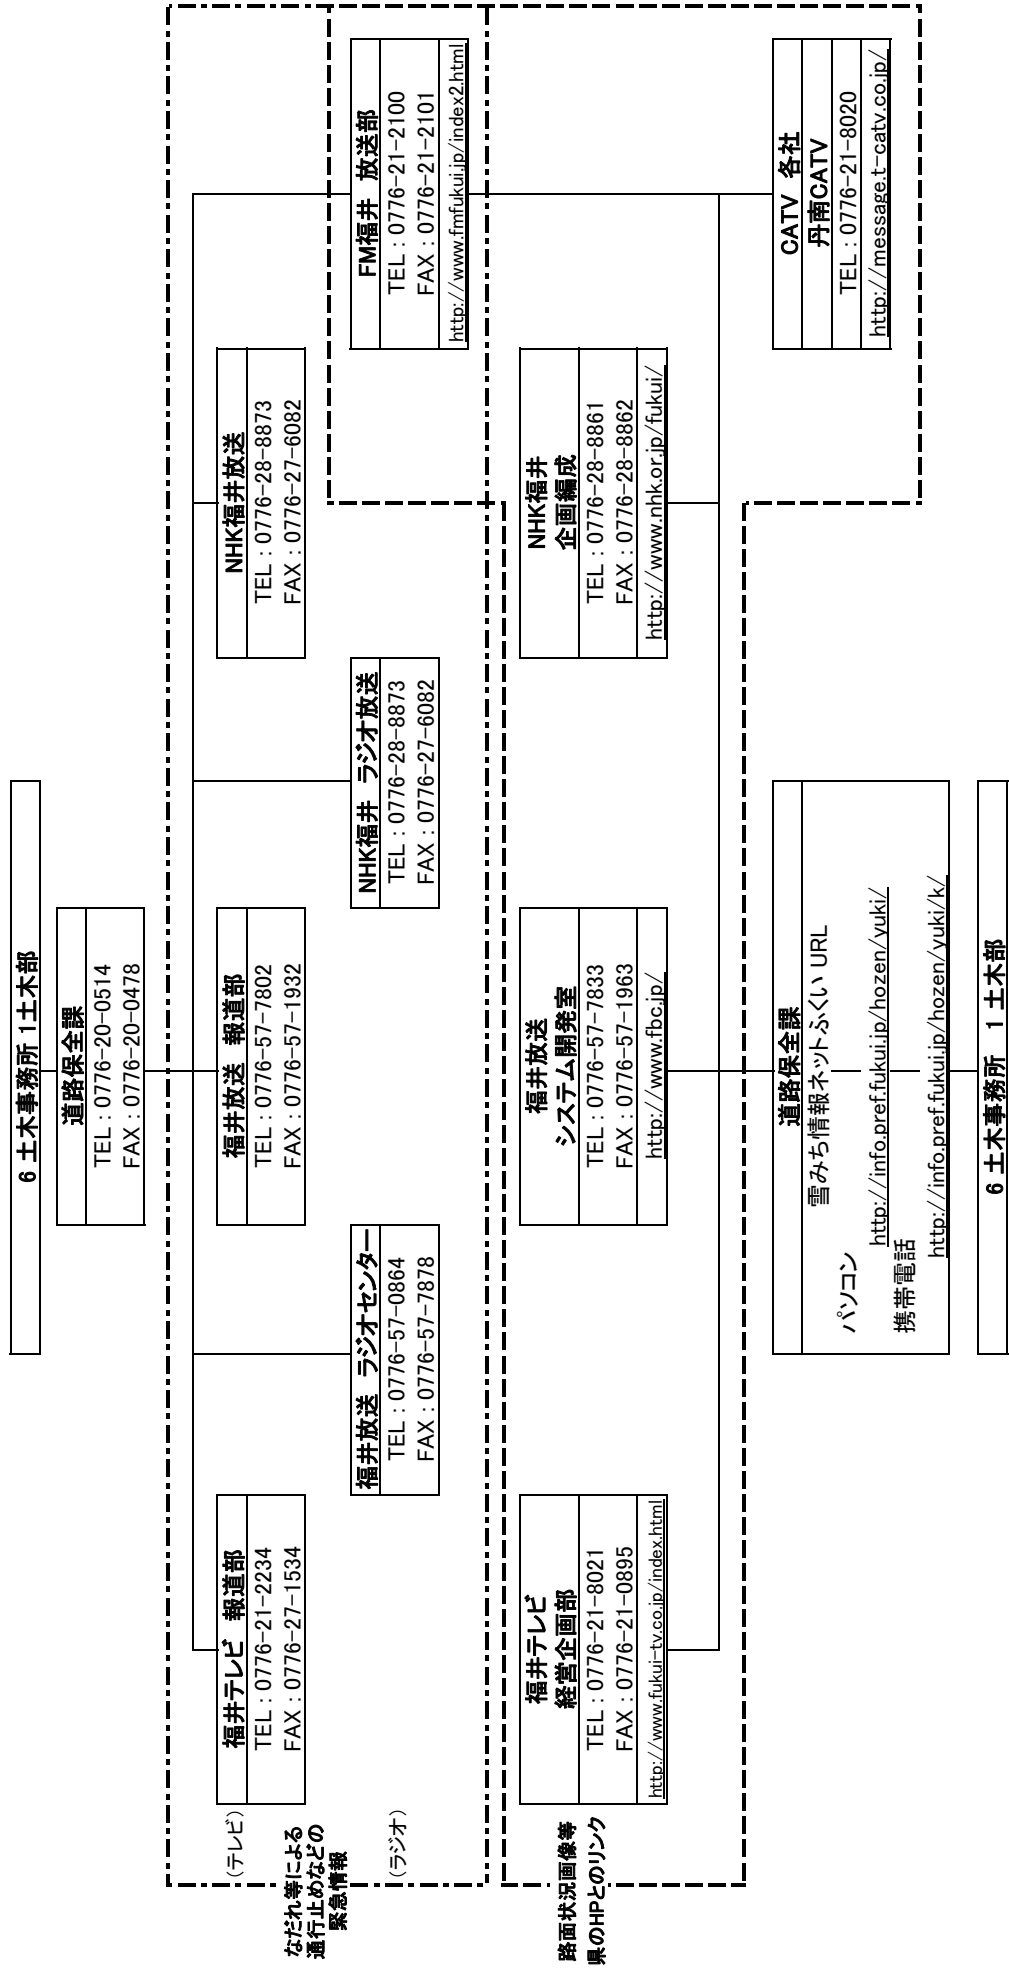 6 土木事務所 1土木部
道路保全課
TEL：0776-20-0514
FAX：0776-20-0478
なだれ等による
通行止めなどの
緊急情報
（テレビ）
福井テレビ 報道部
TEL：0776-21-2234
FAX：0776-27-1534
福井放送 報道部
TEL：0776-57-7802
FAX：0776-57-1932
NHK福井放送
TEL：0776-28-8873
FAX：0776-27-6082
（ラジオ）
福井放送 ラジオセンター
TEL：0776-57-0864
FAX：0776-57-7878
NHK福井 ラジオ放送
TEL：0776-28-8873
FAX：0776-27-6082
FM福井 放送部
TEL：0776-21-2100
FAX：0776-21-2101
http://www.fmfukui.jp/index2.html
路面状況画像等
県のHPとのリンク
福井テレビ
経営企画部
TEL：0776-21-8021
FAX：0776-21-0895
http://www.fukui-tv.co.jp/index.html
福井放送
システム開発室
TEL：0776-57-7833
FAX：0776-57-1963
http://www.fbc.jp/
NHK福井
企画編成
TEL：0776-28-8861
FAX：0776-28-8862
http://www.nhk.or.jp/fukui/
CATV 各社
丹南CATV
TEL：0776-21-8020
http://message.t-catv.co.jp/
道路保全課
雪みち情報ネットふくい URL
パソコン
http://info.pref.fukui.jp/hozen/yuki/
携帯電話
http://info.pref.fukui.jp/hozen/yuki/k/
6 土木事務所 1 土木部